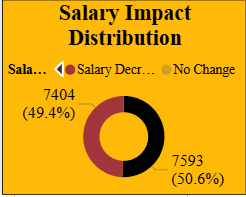 Salary Impact
Distribution
Sala... Salary Decr... No Change
7404
(49.4%)
7593
(50.6%)